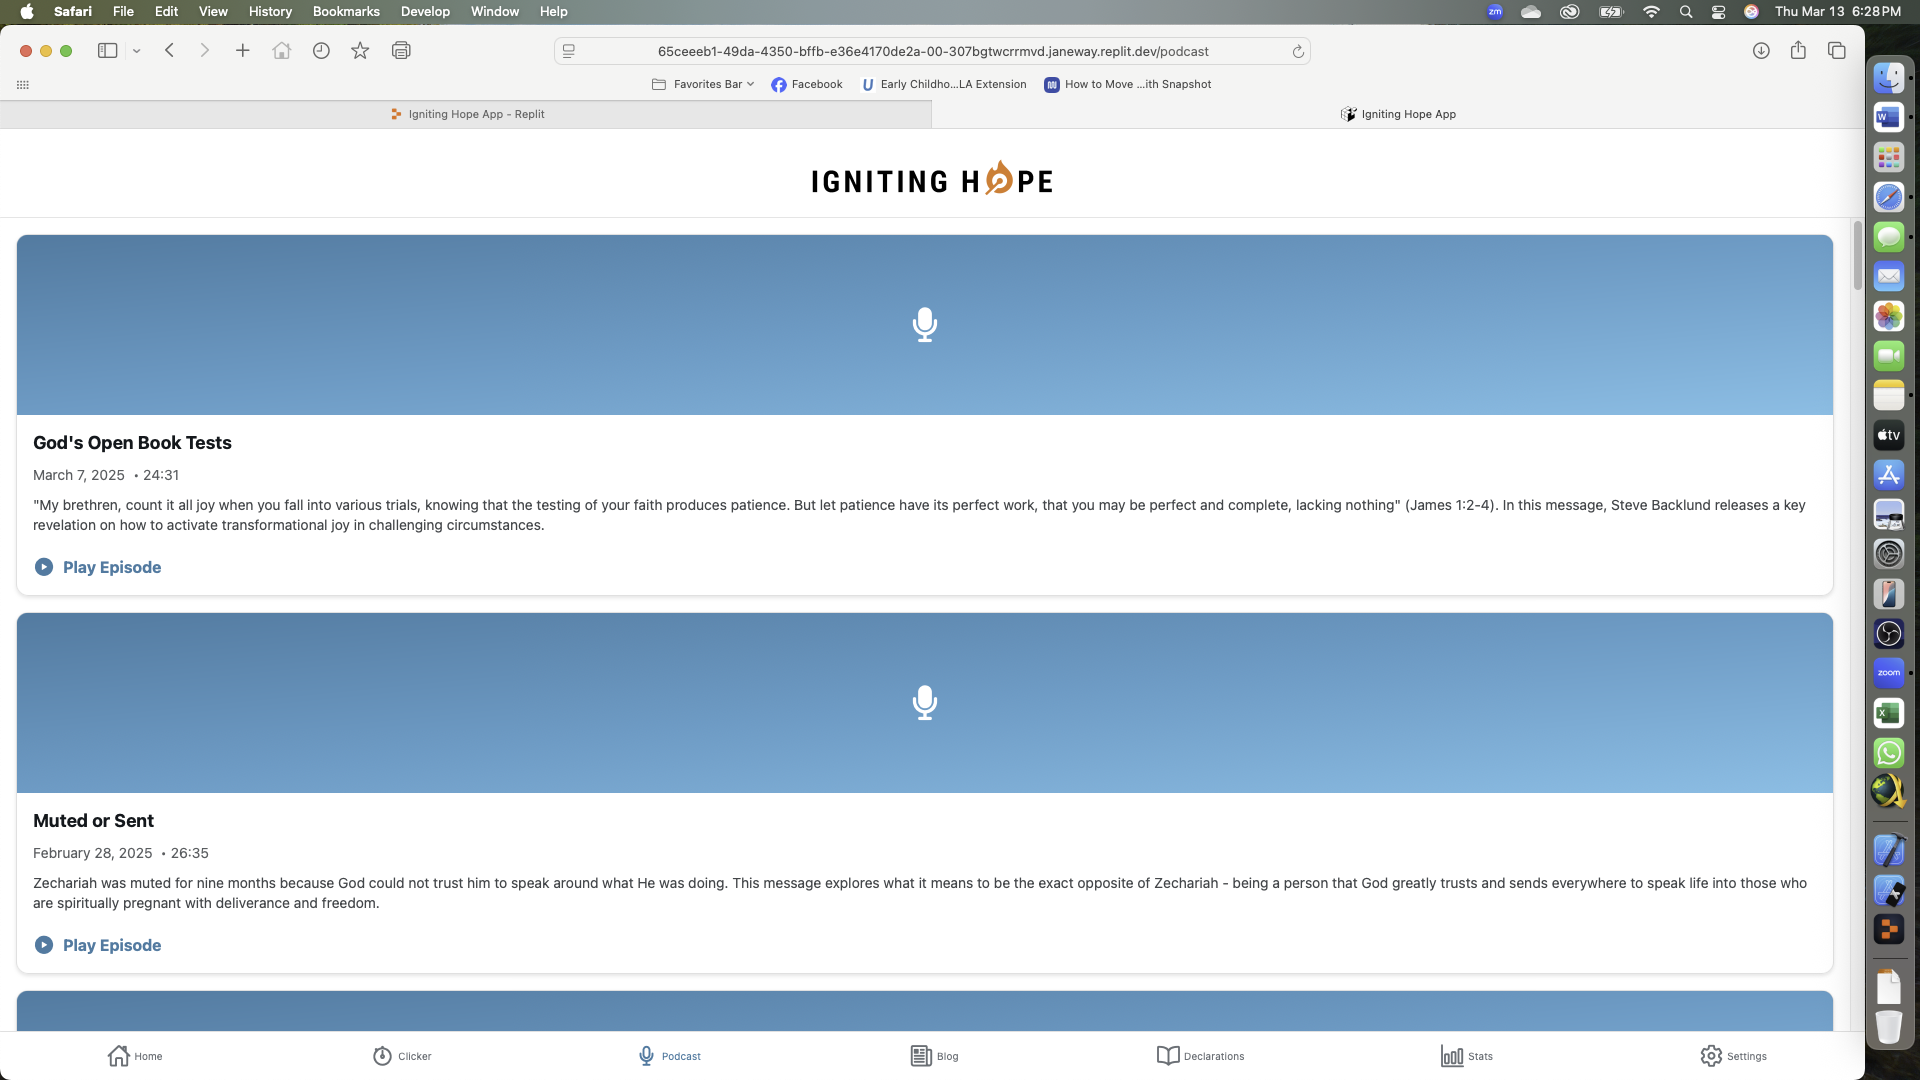 Safari File Edit View History Bookmarks Develop Window Help zm Thu Mar 13 6:28 PM
65ceeeb1-49da-4350-bffb-e36e4170de2a-00-307bgtwcrrmvd.janeway.replit.dev/podcast
Favorites Bar Facebook U Early Childho...LA Extension How to Move ...ith Snapshot
Igniting Hope App - Replit Igniting Hope App
IGNITING HOPE
God's Open Book Tests
March 7, 2025 • 24:31
"My brethren, count it all joy when you fall into various trials, knowing that the testing of your faith produces patience. But let patience have its perfect work, that you may be perfect and complete, lacking nothing" (James 1:2-4). In this message, Steve Backlund releases a key
revelation on how to activate transformational joy in challenging circumstances.
Play Episode
Muted or Sent
February 28, 2025 • 26:35
Zechariah was muted for nine months because God could not trust him to speak around what He was doing. This message explores what it means to be the exact opposite of Zechariah - being a person that God greatly trusts and sends everywhere to speak life into those who
are spiritually pregnant with deliverance and freedom.
Play Episode
Home Clicker Podcast Blog Declarations Stats Settings
W
tv
zoom
X